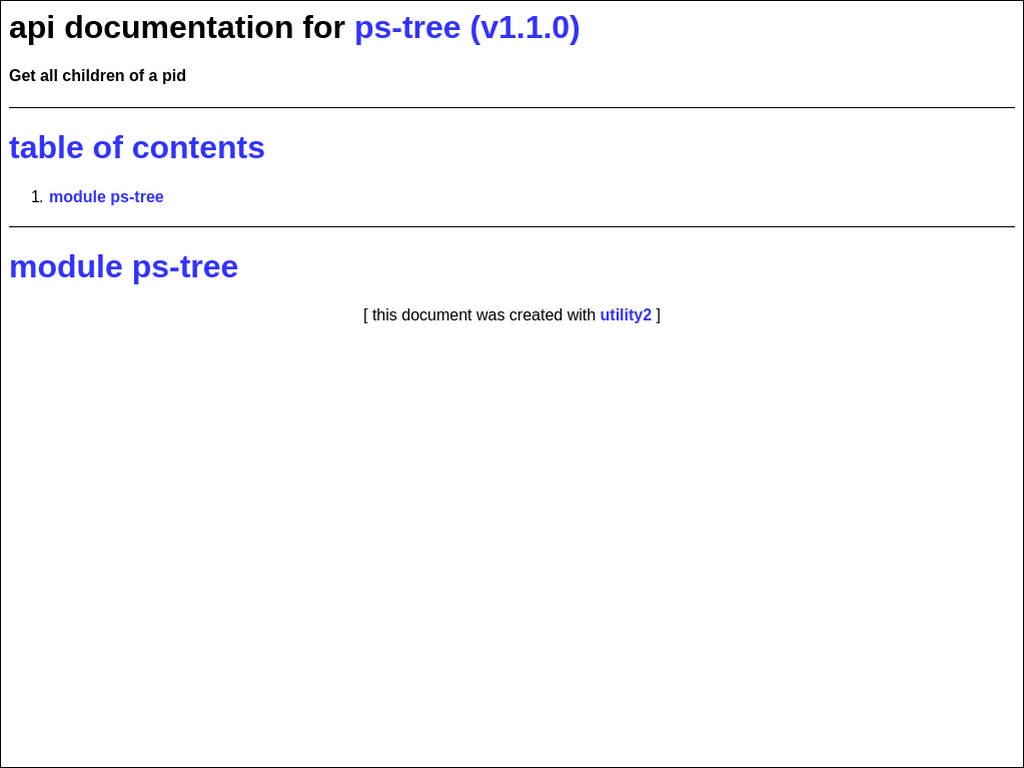 api documentation for ps-tree (v1.1.0)
Get all children of a pid
table of contents
1. module ps-tree
module ps-tree
[ this document was created with utility2 ]